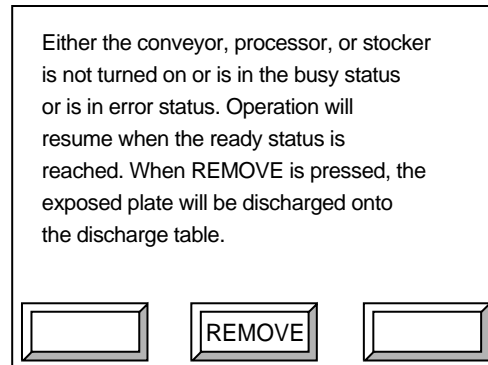 Either the conveyor, processor, or stocker
is not turned on or is in the busy status
or is in error status. Operation will
resume when the ready status is
reached. When REMOVE is pressed, the
exposed plate will be discharged onto
the discharge table.
REMOVE